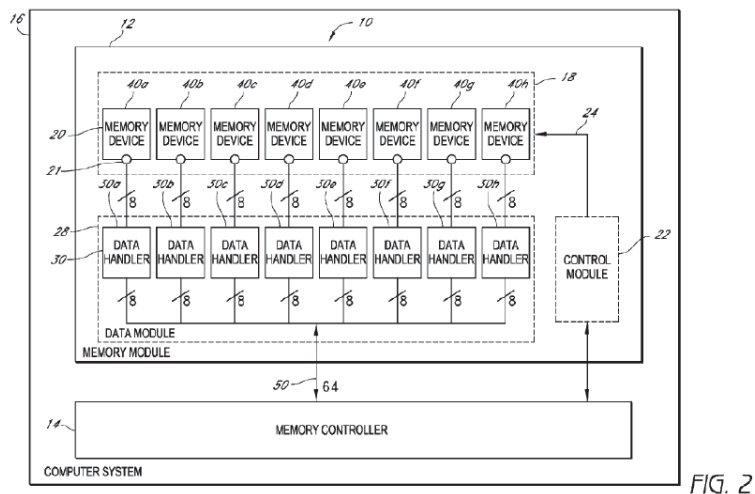 16
12
10
40a 40b 40c 40d 40e 40f 40g 40h
18
20
MEMORY DEVICE MEMORY DEVICE MEMORY DEVICE MEMORY DEVICE MEMORY DEVICE MEMORY DEVICE MEMORY DEVICE MEMORY DEVICE
24
21
30a 30b 30c 30d 30e 30f 30g 30h
8 8 8 8 8 8 8 8
28
22
30
DATA HANDLER DATA HANDLER DATA HANDLER DATA HANDLER DATA HANDLER DATA HANDLER DATA HANDLER DATA HANDLER
CONTROL MODULE
8 8 8 8 8 8 8 8
DATA MODULE
MEMORY MODULE
50 64
14
MEMORY CONTROLLER
COMPUTER SYSTEM
FIG. 2